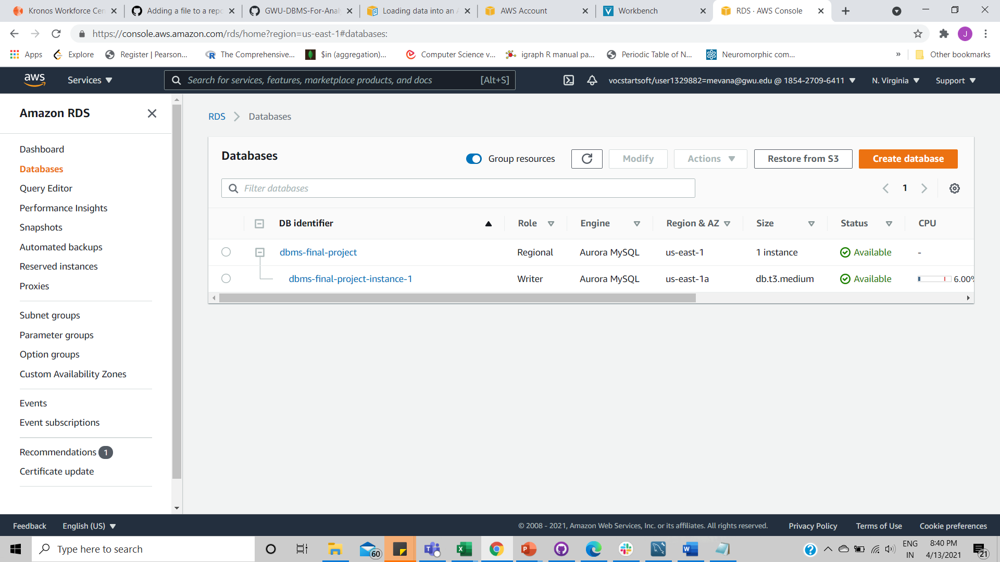 Kronos Workforce Cen
Adding a file to a repo
GWU-DBMS-For-Analy
Loading data into an A
AWS Account
Workbench
RDS · AWS Console
https://console.aws.amazon.com/rds/home?region=us-east-1#databases:
J
Apps
Explore
Register | Pearson...
The Comprehensive...
$in (aggregation)...
Computer Science v...
igraph R manual pa...
Periodic Table of N...
Neuromorphic com...
»
Other bookmarks
aws
Services
Search for services, features, marketplace products, and docs
[Alt+S]
vocstartsoft/user1329882=mevana@gwu.edu @ 1854-2709-6411
N. Virginia
Support
Amazon RDS
Dashboard
Databases
Query Editor
Performance Insights
Snapshots
Automated backups
Reserved instances
Proxies
Subnet groups
Parameter groups
Option groups
Custom Availability Zones
Events
Event subscriptions
Recommendations 1
Certificate update
RDS > Databases
Databases
Group resources
Modify
Actions
Restore from S3
Create database
Filter databases
1
DB identifier Role Engine Region & AZ Size Status CPU
dbms-final-project Regional Aurora MySQL us-east-1 1 instance Available -
dbms-final-project-instance-1 Writer Aurora MySQL us-east-1a db.t3.medium Available 6.00%
Feedback
English (US)
© 2008 - 2021, Amazon Web Services, Inc. or its affiliates. All rights reserved.
Privacy Policy
Terms of Use
Cookie preferences
Type here to search
60
ENG
IN
8:40 PM
4/13/2021
21